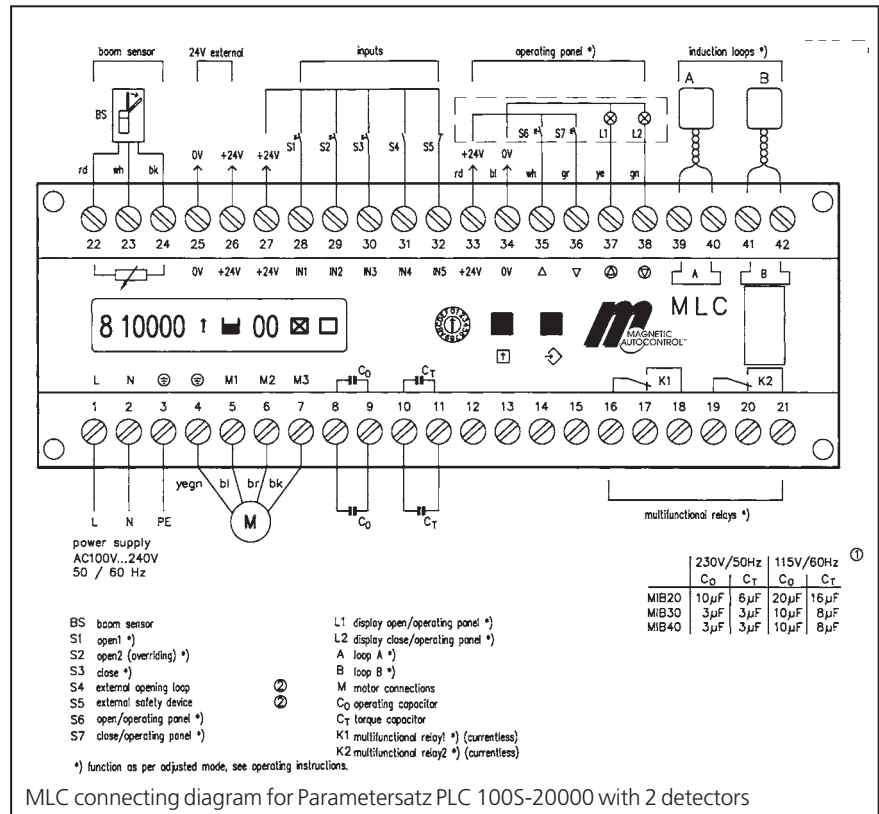 boom sensor 24V external inputs operating panel *) induction loops *)
A B
BS
S1 S2 S3 S4 S5 S6 S7 L1 L2
0V +24V +24V +24V 0V
rd wh bk rd bl wh gr ye gn
22 23 24 25 26 27 28 29 30 31 32 33 34 35 36 37 38 39 40 41 42
0V +24V +24V IN1 IN2 IN3 IN4 IN5 +24V 0V △ ▽ A B
8 10000 ↑ 00
MLC
MAGNETIC
AUTOCONTROL™
L N M1 M2 M3 CO CT K1 K2
1 2 3 4 5 6 7 8 9 10 11 12 13 14 15 16 17 18 19 20 21
yegn bl br bk
L N PE M CO CT
multifunctional relays *)
power supply
AC100V...240V
50 / 60 Hz
230V/50Hz 115V/60Hz ①
CO CT CO CT
MIB20 10µF 6µF 20µF 16µF
MIB30 3µF 3µF 10µF 8µF
MIB40 3µF 3µF 10µF 8µF
BS boom sensor
S1 open1 *)
S2 open2 (overriding) *)
S3 close *)
S4 external opening loop ②
S5 external safety device ②
S6 open/operating panel *)
S7 close/operating panel *)
L1 display open/operating panel *)
L2 display close/operating panel *)
A loop A *)
B loop B *)
M motor connections
CO operating capacitor
CT torque capacitor
K1 multifunctional relay1 *) (currentless)
K2 multifunctional relay2 *) (currentless)
*) function as per adjusted mode, see operating instructions.
MLC connecting diagram for Parametersatz PLC 100S-20000 with 2 detectors